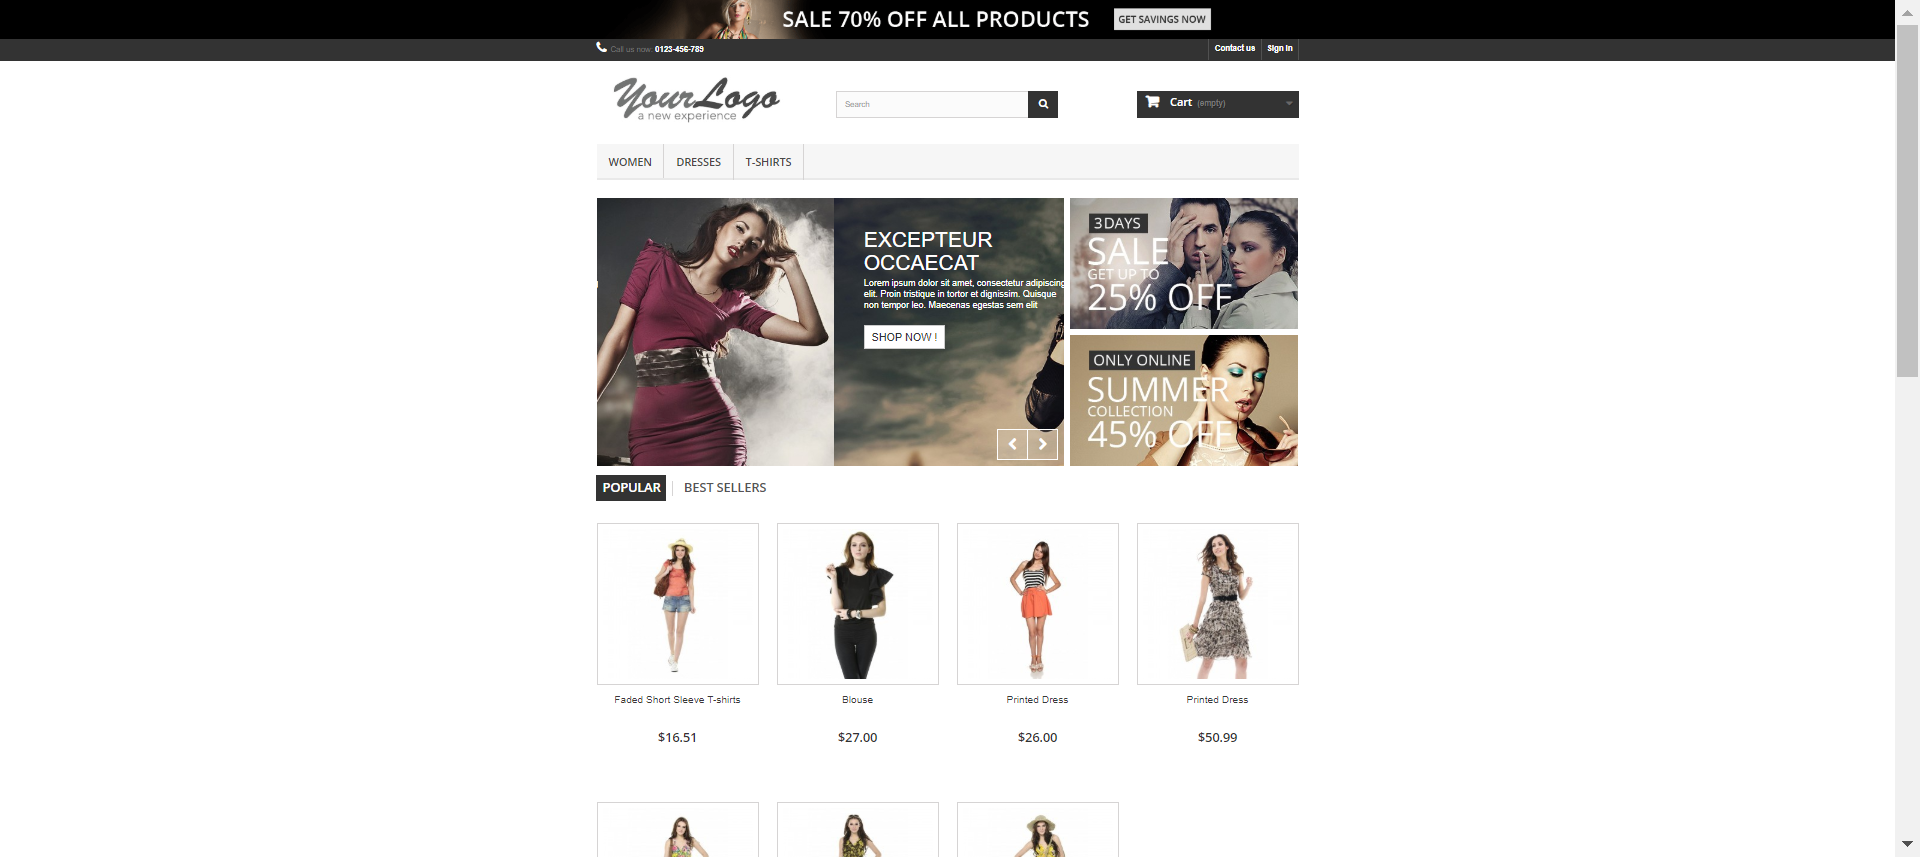 SALE 70% OFF ALL PRODUCTS
GET SAVINGS NOW
Call us now: 0123-456-789
Contact us
Sign in
YourLogo
a new experience
Search
Cart (empty)
WOMEN
DRESSES
T-SHIRTS
EXCEPTEUR
OCCAECAT
Lorem ipsum dolor sit amet, consectetur adipiscing
elit. Proin tristique in tortor et dignissim. Quisque
non tempor leo. Maecenas egestas sem elit
SHOP NOW !
3DAYS
SALE
GET UP TO
25% OFF
ONLY ONLINE
SUMMER
COLLECTION
45% OFF
POPULAR
BEST SELLERS
Faded Short Sleeve T-shirts
$16.51
Blouse
$27.00
Printed Dress
$26.00
Printed Dress
$50.99